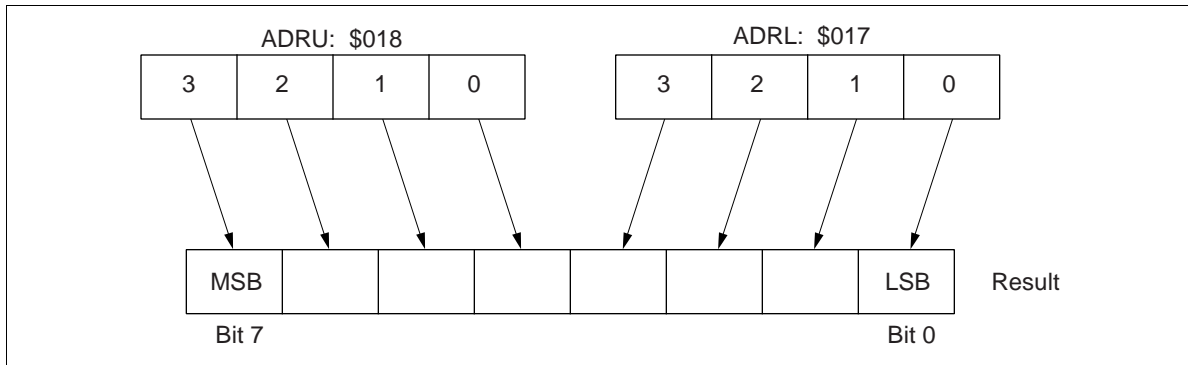 ADRU: $018
ADRL: $017
3 2 1 0
3 2 1 0
MSB
LSB
Result
Bit 7
Bit 0